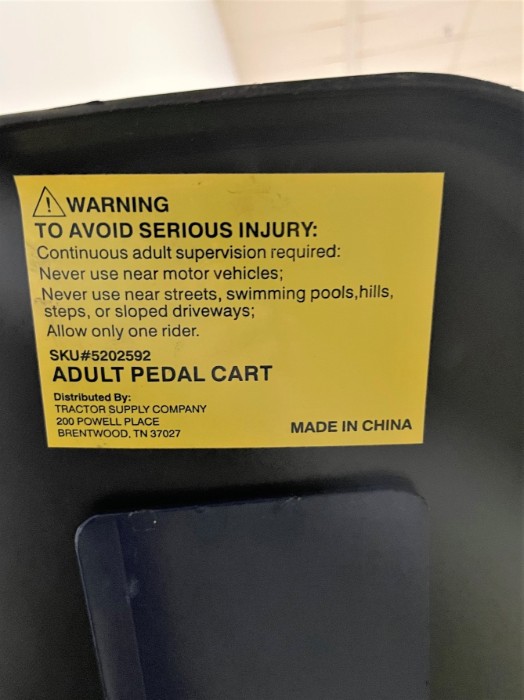 WARNING
TO AVOID SERIOUS INJURY:
Continuous adult supervision required:
Never use near motor vehicles;
Never use near streets, swimming pools,hills,
steps, or sloped driveways;
Allow only one rider.
SKU#5202592
ADULT PEDAL CART
Distributed By:
TRACTOR SUPPLY COMPANY
200 POWELL PLACE
BRENTWOOD, TN 37027
MADE IN CHINA